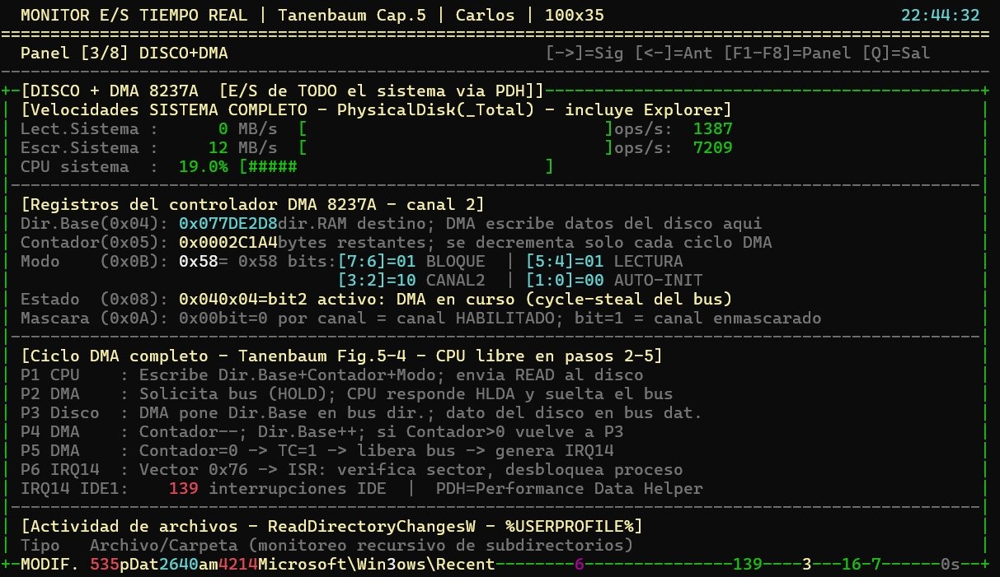 MONITOR E/S TIEMPO REAL | Tanenbaum Cap.5 | Carlos | 100x35 22:44:32
Panel [3/8] DISCO+DMA [->]=Sig [<-]=Ant [F1-F8]=Panel [Q]=Sal
[DISCO + DMA 8237A [E/S de TODO el sistema via PDH]]
[Velocidades SISTEMA COMPLETO - PhysicalDisk(_Total) - incluye Explorer]
Lect.Sistema : 0 MB/s [ ]ops/s: 1387
Escr.Sistema : 12 MB/s [ ]ops/s: 7209
CPU sistema : 19.0% [##### ]
[Registros del controlador DMA 8237A - canal 2]
Dir.Base(0x04): 0x077DE2D8dir.RAM destino; DMA escribe datos del disco aqui
Contador(0x05): 0x0002C1A4bytes restantes; se decrementa solo cada ciclo DMA
Modo (0x0B): 0x58= 0x58 bits:[7:6]=01 BLOQUE | [5:4]=01 LECTURA
[3:2]=10 CANAL2 | [1:0]=00 AUTO-INIT
Estado (0x08): 0x040x04=bit2 activo: DMA en curso (cycle-steal del bus)
Mascara (0x0A): 0x00bit=0 por canal = canal HABILITADO; bit=1 = canal enmascarado
[Ciclo DMA completo - Tanenbaum Fig.5-4 - CPU libre en pasos 2-5]
P1 CPU : Escribe Dir.Base+Contador+Modo; envia READ al disco
P2 DMA : Solicita bus (HOLD); CPU responde HLDA y suelta el bus
P3 Disco : DMA pone Dir.Base en bus dir.; dato del disco en bus dat.
P4 DMA : Contador--; Dir.Base++; si Contador>0 vuelve a P3
P5 DMA : Contador=0 -> TC=1 -> libera bus -> genera IRQ14
P6 IRQ14 : Vector 0x76 -> ISR: verifica sector, desbloquea proceso
IRQ14 IDE1: 139 interrupciones IDE | PDH=Performance Data Helper
[Actividad de archivos - ReadDirectoryChangesW - %USERPROFILE%]
Tipo Archivo/Carpeta (monitoreo recursivo de subdirectorios)
+-MODIF. 535pDat2640am4214Microsoft\Win3ows\Recent--------6---------------139----3---16-7------0s--+